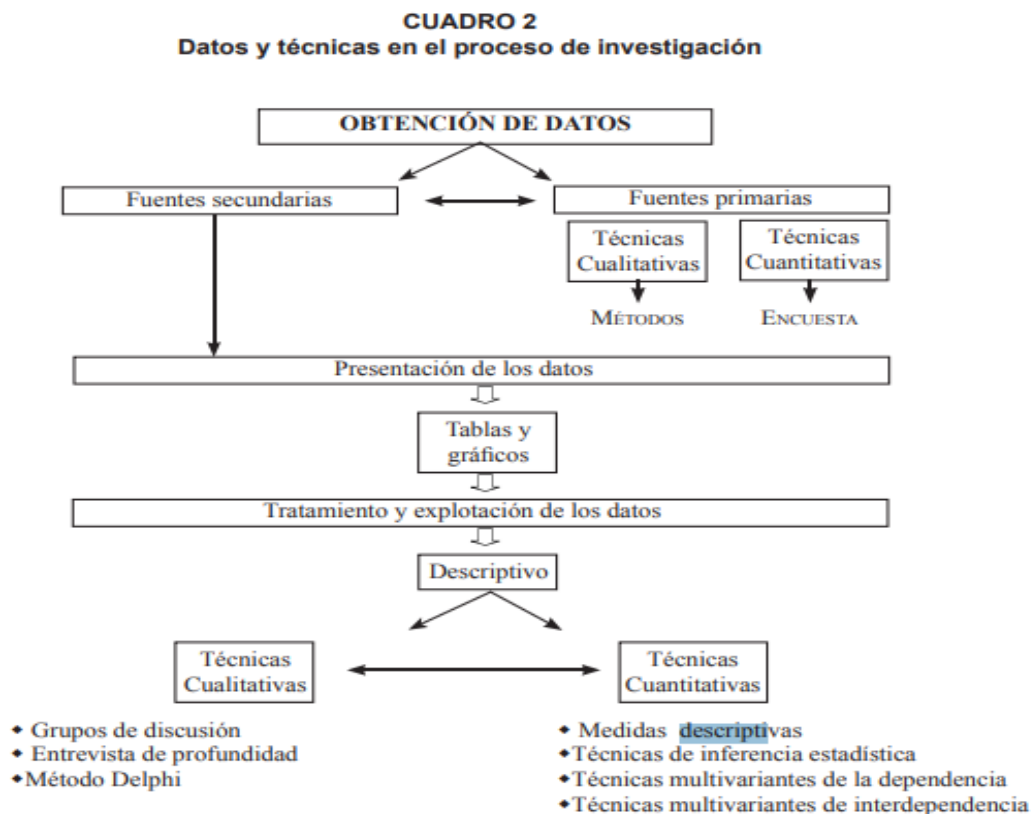 CUADRO 2
Datos y técnicas en el proceso de investigación
OBTENCIÓN DE DATOS
Fuentes secundarias
Fuentes primarias
Técnicas
Cualitativas
Técnicas
Cuantitativas
MÉTODOS
ENCUESTA
Presentación de los datos
Tablas y
gráficos
Tratamiento y explotación de los datos
Descriptivo
Técnicas
Cualitativas
Técnicas
Cuantitativas
◆ Grupos de discusión
◆ Entrevista de profundidad
◆Método Delphi
◆ Medidas descriptivas
◆Técnicas de inferencia estadística
◆Técnicas multivariantes de la dependencia
◆Técnicas multivariantes de interdependencia